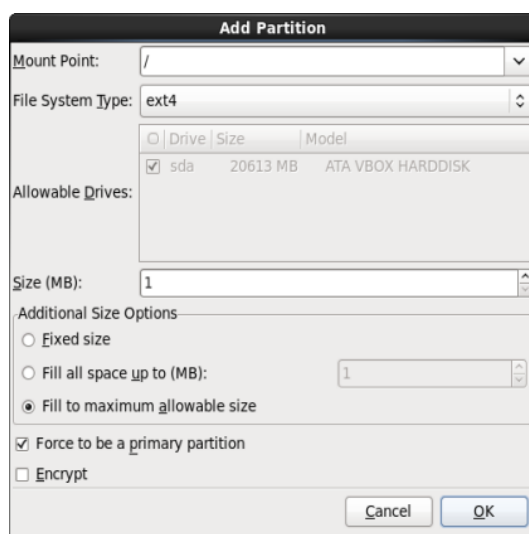 Add Partition
Mount Point: /
File System Type: ext4
Drive Size Model
sda 20613 MB ATA VBOX HARDDISK
Allowable Drives:
Size (MB): 1
Additional Size Options
Fixed size
Fill all space up to (MB): 1
Fill to maximum allowable size
Force to be a primary partition
Encrypt
Cancel OK